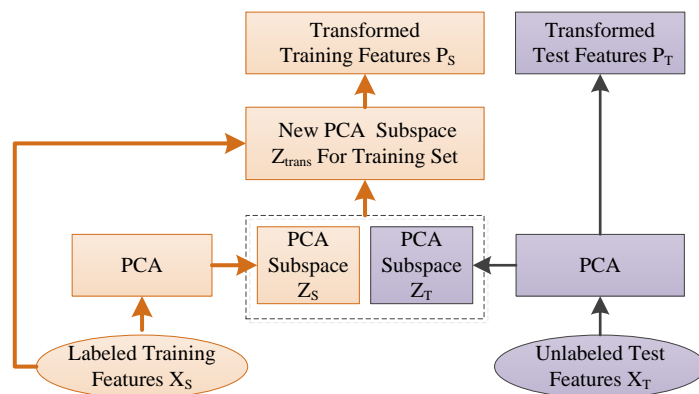 Transformed
Training Features P_S
Transformed
Test Features P_T
New PCA Subspace
Z_trans For Training Set
PCA
PCA
Subspace
Z_S
PCA
Subspace
Z_T
PCA
Labeled Training
Features X_S
Unlabeled Test
Features X_T